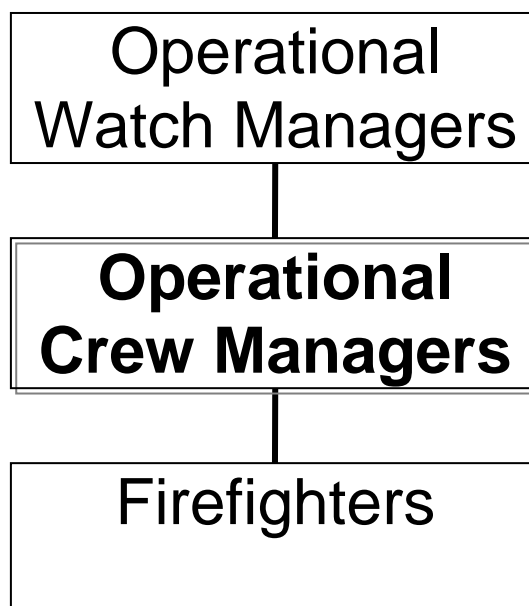 Operational
Watch Managers
Operational
Crew Managers
Firefighters